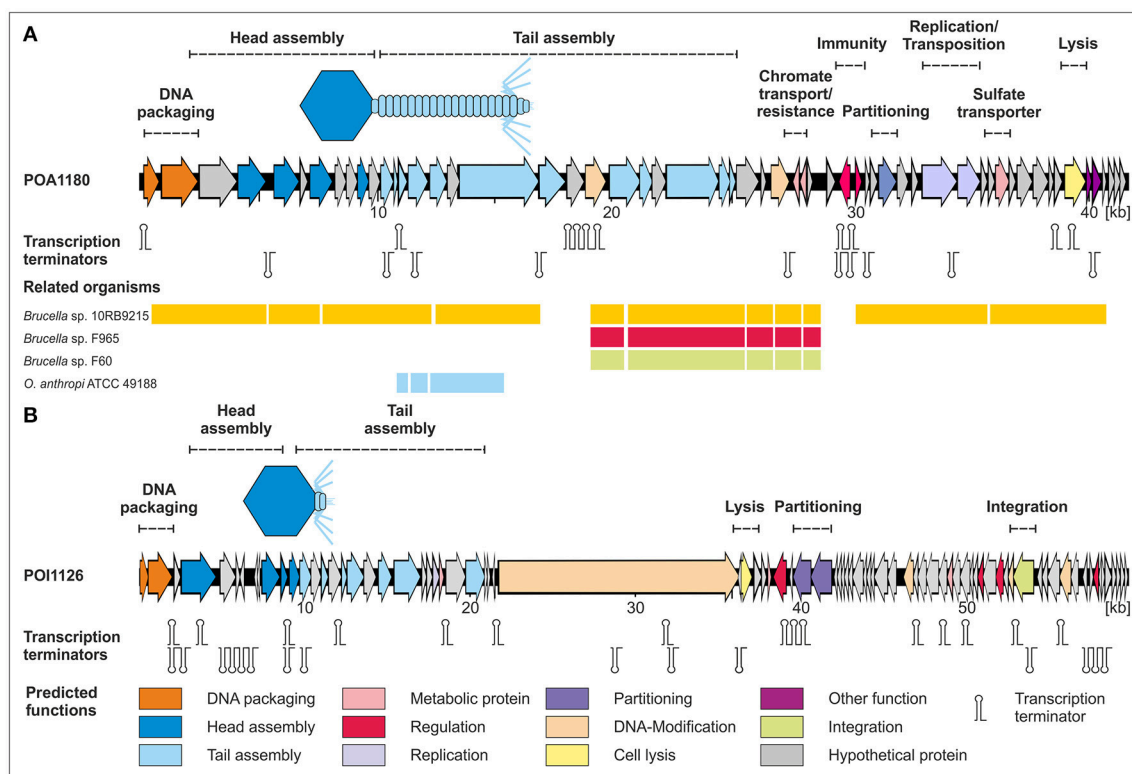 A
Head assembly
Tail assembly
Immunity
Replication/
Transposition
Lysis
DNA
packaging
Chromate
transport/
resistance
Partitioning
Sulfate
transporter
POA1180
10
20
30
40
[kb]
Transcription
terminators
Related organisms
Brucella sp. 10RB9215
Brucella sp. F965
Brucella sp. F60
O. anthropi ATCC 49188
B
Head
assembly
Tail
assembly
DNA
packaging
Lysis
Partitioning
Integration
POI1126
10
20
30
40
50
[kb]
Transcription
terminators
Predicted
functions
DNA packaging
Metabolic protein
Partitioning
Other function
Transcription
terminator
Head assembly
Regulation
DNA-Modification
Integration
Tail assembly
Replication
Cell lysis
Hypothetical protein